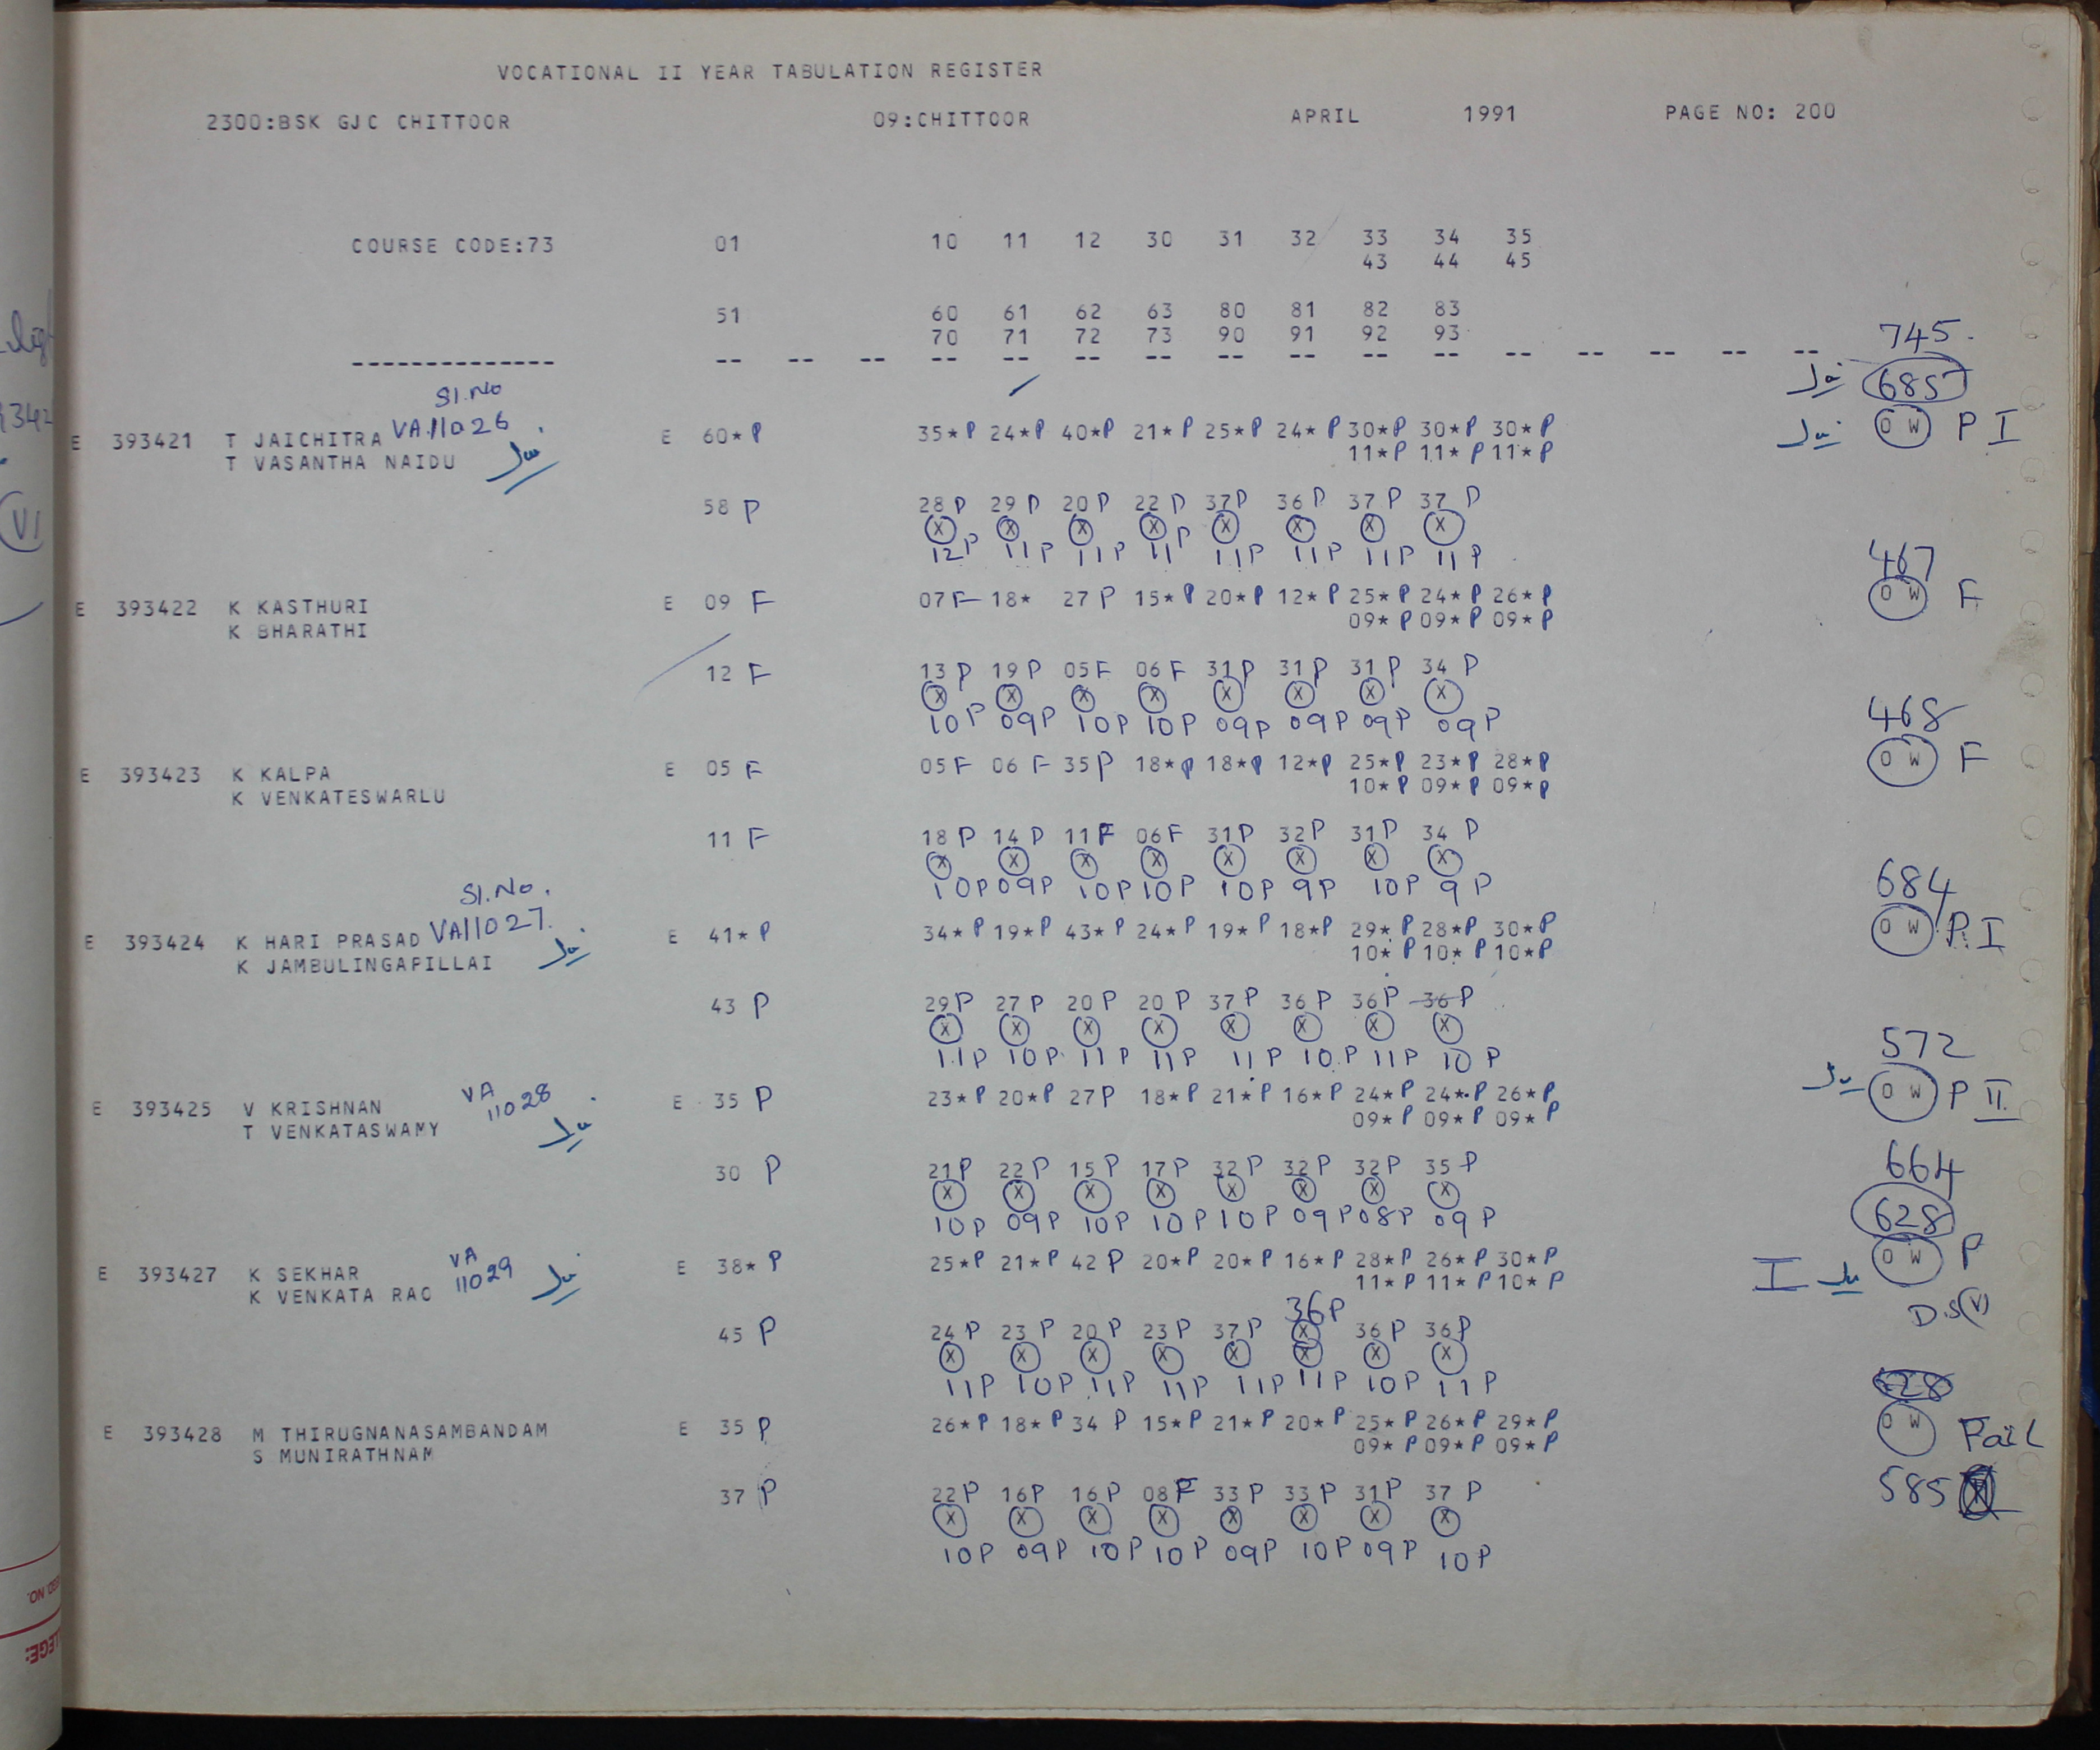 VOCATIONAL II YEAR TABULATION REGISTER
2300:BSK GJC CHITTOOR 09:CHITTOOR APRIL 1991 PAGE NO: 200
COURSE CODE:73 01 10 11 12 30 31 32 33 34 35
43 44 45
51 60 61 62 63 80 81 82 83
70 71 72 73 90 91 92 93
745
-------------- -- -- -- -- -- -- -- -- -- -- -- -- -- -- -- --
Sl.No 685
E 393421 T JAICHITRA VA11026 E 60* P 35* P 24* P 40* P 21* P 25* P 24* P 30* P 30* P 30* P O W P I
T VASANTHA NAIDU 11* P 11* P 11* P
58 P 28 P 29 P 20 P 22 P 37 P 36 P 37 P 37 P
X X X X X X X X
12 P 11 P 11 P 11 P 11 P 11 P 11 P 11 P
467
E 393422 K KASTHURI E 09 F 07 F 18* 27 P 15* P 20* P 12* P 25* P 24* P 26* P O W F
K BHARATHI 09* P 09* P 09* P
12 F 13 P 19 P 05 F 06 F 31 P 31 P 31 P 34 P
X X X X X X X X
10 P 09 P 10 P 10 P 09 P 09 P 09 P 09 P
468
E 393423 K KALPA E 05 F 05 F 06 F 35 P 18* P 18* P 12* P 25* P 23* P 28* P O W F
K VENKATESWARLU 10* P 09* P 09* P
11 F 18 P 14 P 11 F 06 F 31 P 32 P 31 P 34 P
X X X X X X X X
10 P 09 P 10 P 10 P 10 P 9 P 10 P 9 P
Sl.No. 684
E 393424 K HARI PRASAD VA11027. E 41* P 34* P 19* P 43* P 24* P 19* P 18* P 29* P 28* P 30* P O W P.I
K JAMBULINGAPILLAI 10* P 10* P 10* P
43 P 29 P 27 P 20 P 20 P 37 P 36 P 36 P 36 P
X X X X X X X X
11 P 10 P 11 P 11 P 11 P 10 P 11 P 10 P
572
E 393425 V KRISHNAN VA 11028 E 35 P 23* P 20* P 27 P 18* P 21* P 16* P 24* P 24* P 26* P O W P II
T VENKATASWAMY 09* P 09* P 09* P
30 P 21 P 22 P 15 P 17 P 32 P 32 P 32 P 35 P
X X X X X X X X
10 P 09 P 10 P 10 P 10 P 09 P 08 P 09 P
664
628
E 393427 K SEKHAR VA 11029 E 38* P 25* P 21* P 42 P 20* P 20* P 16* P 28* P 26* P 30* P I O W P
K VENKATA RAO 11* P 11* P 10* P
D.S(V)
36 P
45 P 24 P 23 P 20 P 23 P 37 P X 36 P 36 P
X X X X X X X X
11 P 10 P 11 P 11 P 11 P 11 P 10 P 11 P
628
E 393428 M THIRUGNANASAMBANDAM E 35 P 26* P 18* P 34 P 15* P 21* P 20* P 25* P 26* P 29* P O W Fail
S MUNIRATHNAM 09* P 09* P 09* P
585
37 P 22 P 16 P 16 P 08 F 33 P 33 P 31 P 37 P
X X X X X X X X
10 P 09 P 10 P 10 P 09 P 10 P 09 P 10 P